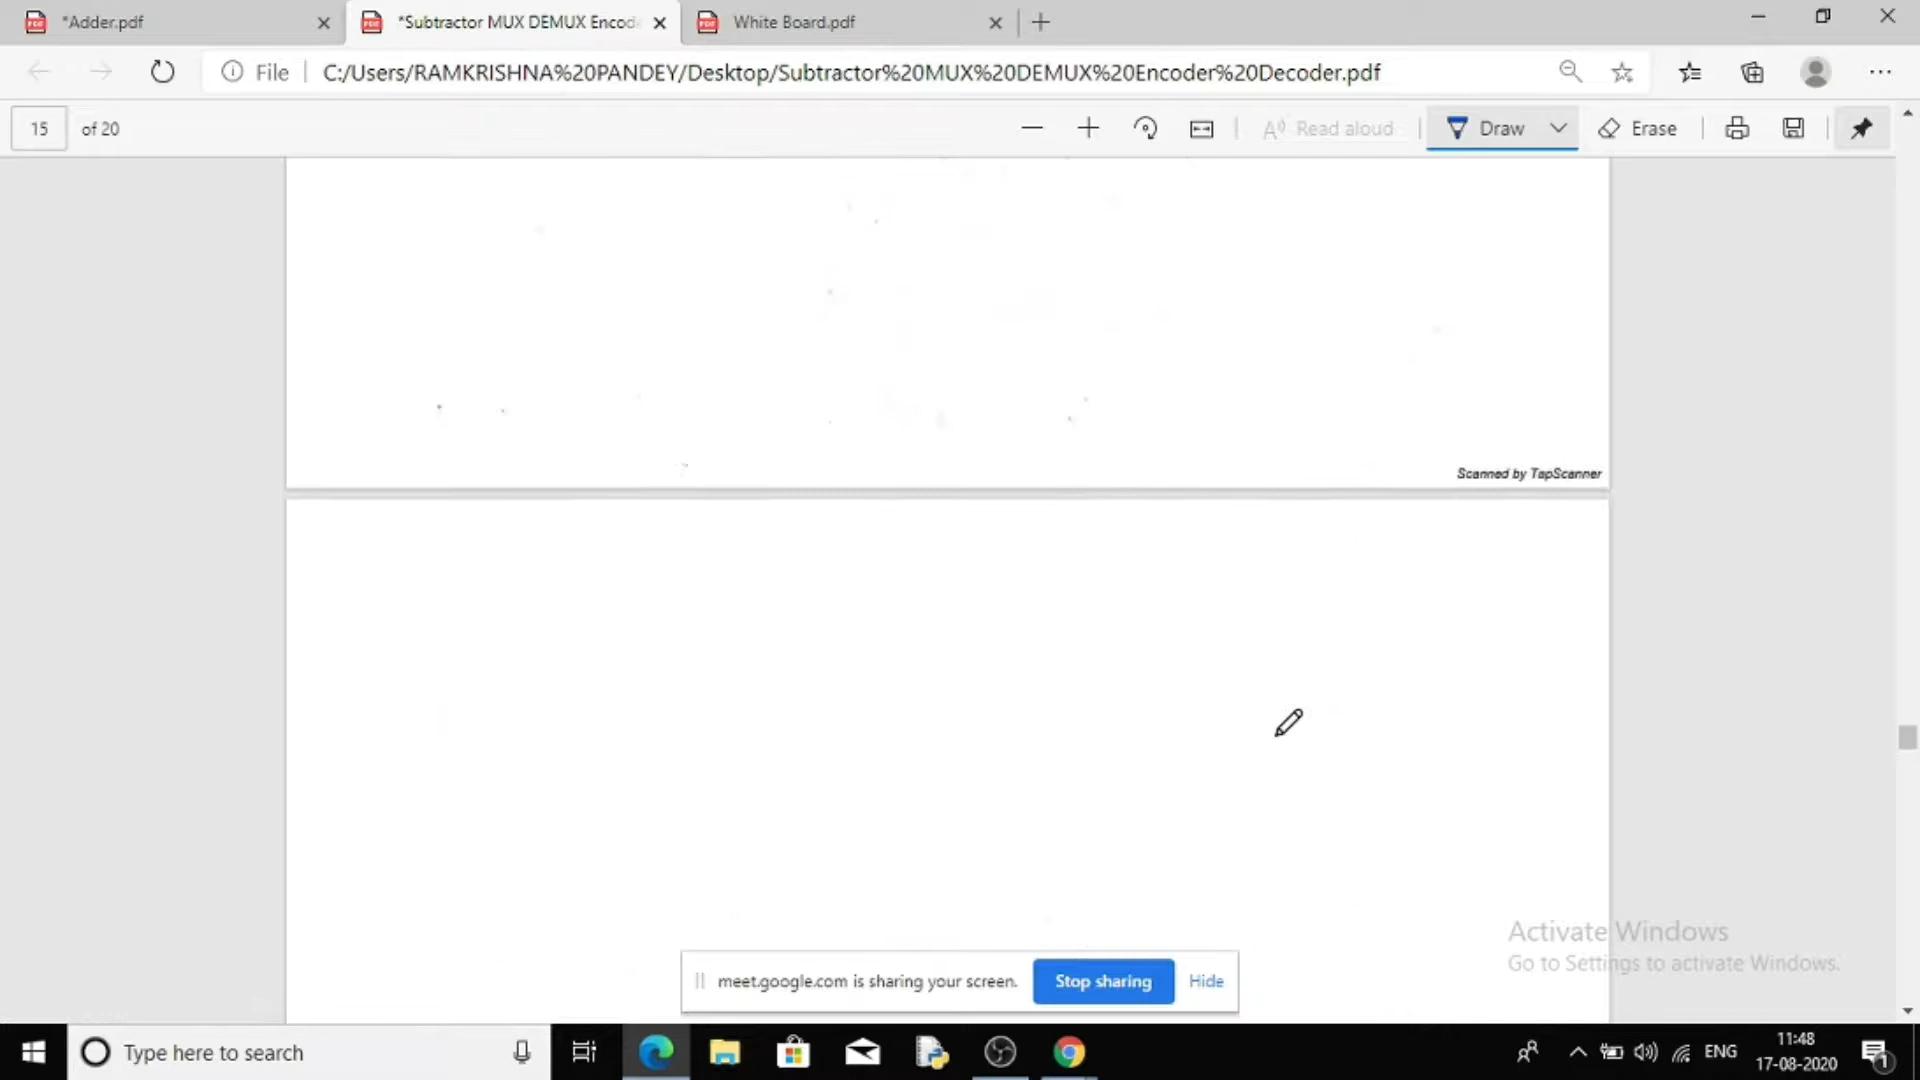 *Adder.pdf
*Subtractor MUX DEMUX Encod
White Board.pdf
File
C:/Users/RAMKRISHNA%20PANDEY/Desktop/Subtractor%20MUX%20DEMUX%20Encoder%20Decoder.pdf
15 of 20
Read aloud
Draw
Erase
Scanned by TapScanner
Activate Windows
Go to Settings to activate Windows.
meet.google.com is sharing your screen.
Stop sharing
Hide
Type here to search
ENG
11:48
17-08-2020
1